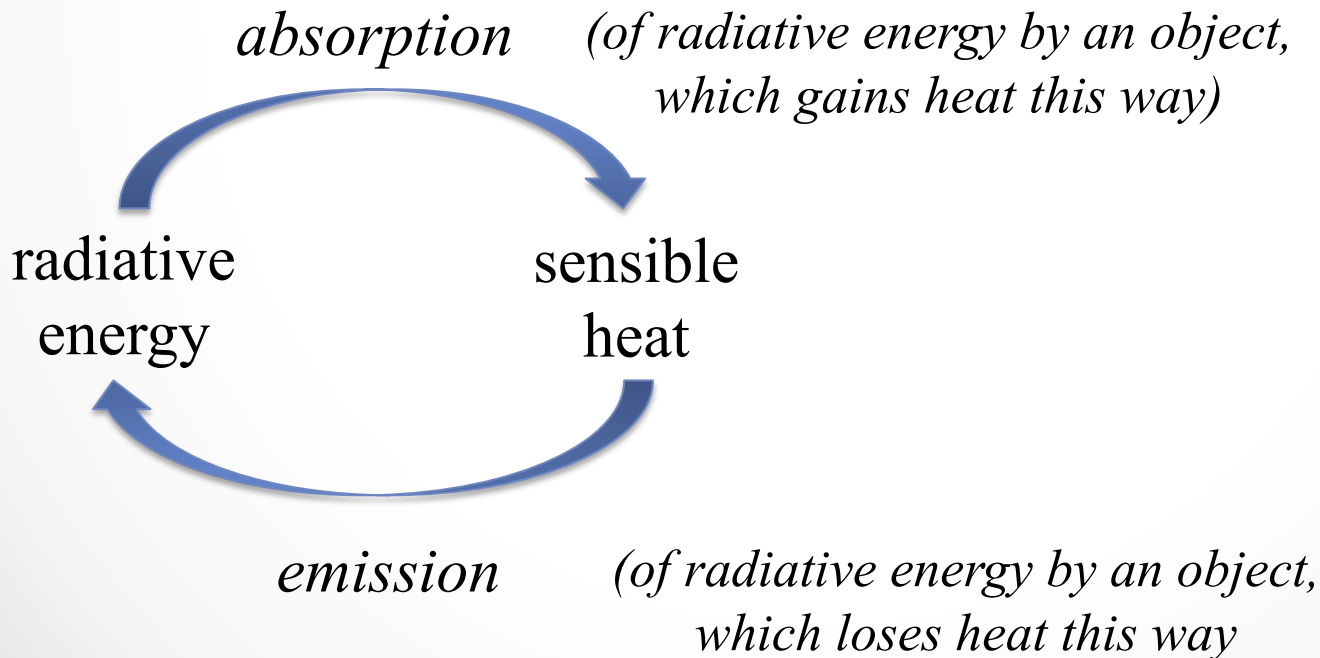 absorption
(of radiative energy by an object,
which gains heat this way)
radiative
energy
sensible
heat
emission
(of radiative energy by an object,
which loses heat this way